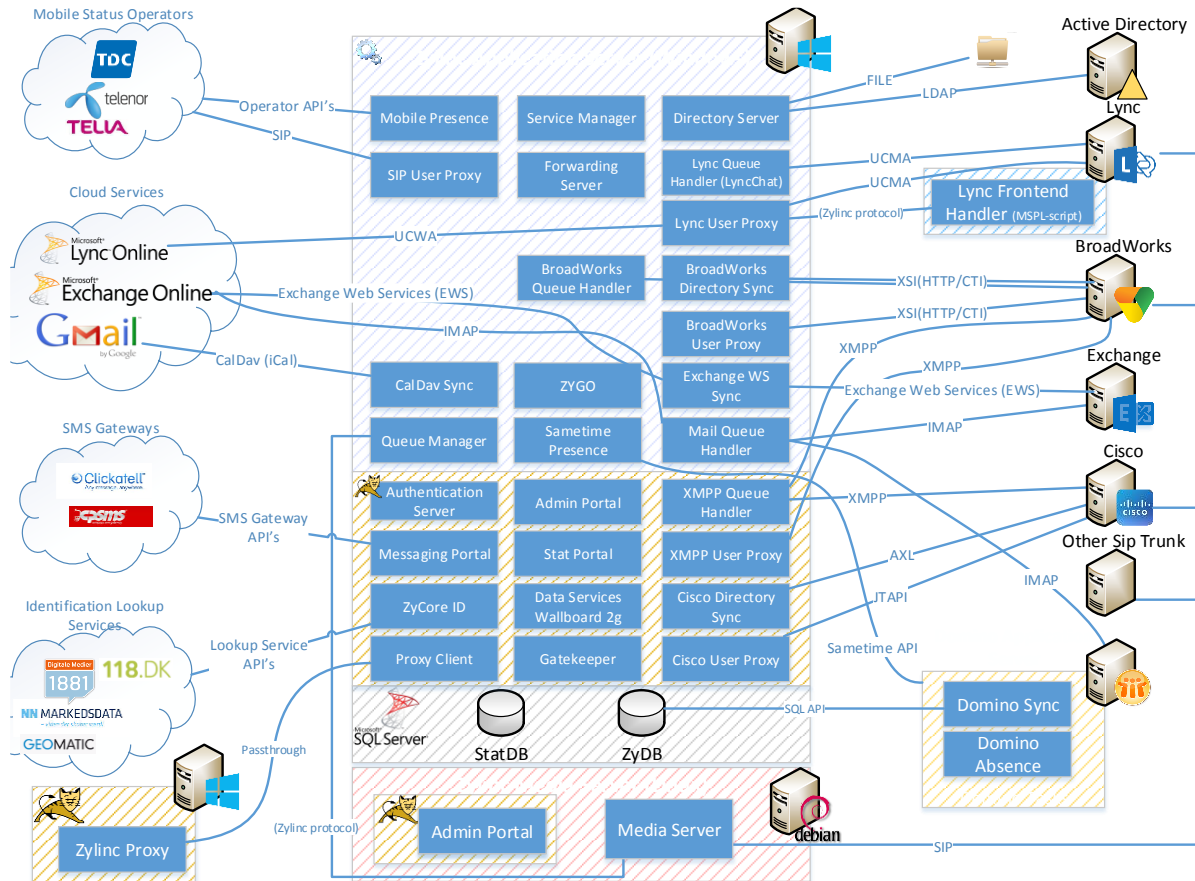 Mobile Status Operators
TDC
telenor
TELIA
Operator API's
SIP
Mobile Presence
Service Manager
Directory Server
FILE
LDAP
Active Directory
SIP User Proxy
Forwarding
Server
Lync Queue
Handler (LyncChat)
UCMA
UCMA
Lync
L
Lync User Proxy
(Zylinc protocol)
Lync Frontend
Handler (MSPL-script)
Cloud Services
Microsoft®
Lync Online
UCWA
Microsoft®
Exchange Online
Exchange Web Services (EWS)
IMAP
Gmail™
by Google
CalDav (iCal)
BroadWorks
Queue Handler
BroadWorks
Directory Sync
XSI(HTTP/CTI)
BroadWorks
BroadWorks
User Proxy
XSI(HTTP/CTI)
XMPP
XMPP
CalDav Sync
ZYGO
Exchange WS
Sync
Exchange Web Services (EWS)
Exchange
E
Queue Manager
Sametime
Presence
Mail Queue
Handler
IMAP
SMS Gateways
Clickatell™
cpsms
SMS Gateway
API's
Authentication
Server
Admin Portal
XMPP Queue
Handler
XMPP
Cisco
cisco
Messaging Portal
Stat Portal
XMPP User Proxy
AXL
Other Sip Trunk
IMAP
ZyCore ID
Data Services
Wallboard 2g
Cisco Directory
Sync
JTAPI
Identification Lookup
Services
Digitale Medier
1881
118.DK
NN MARKEDSDATA
GEOMATIC
Lookup Service
API's
Proxy Client
Gatekeeper
Cisco User Proxy
Sametime API
Microsoft®
SQL Server®
StatDB
ZyDB
SQL API
Domino Sync
Domino
Absence
Passthrough
Zylinc Proxy
(Zylinc protocol)
Admin Portal
Media Server
debian
SIP